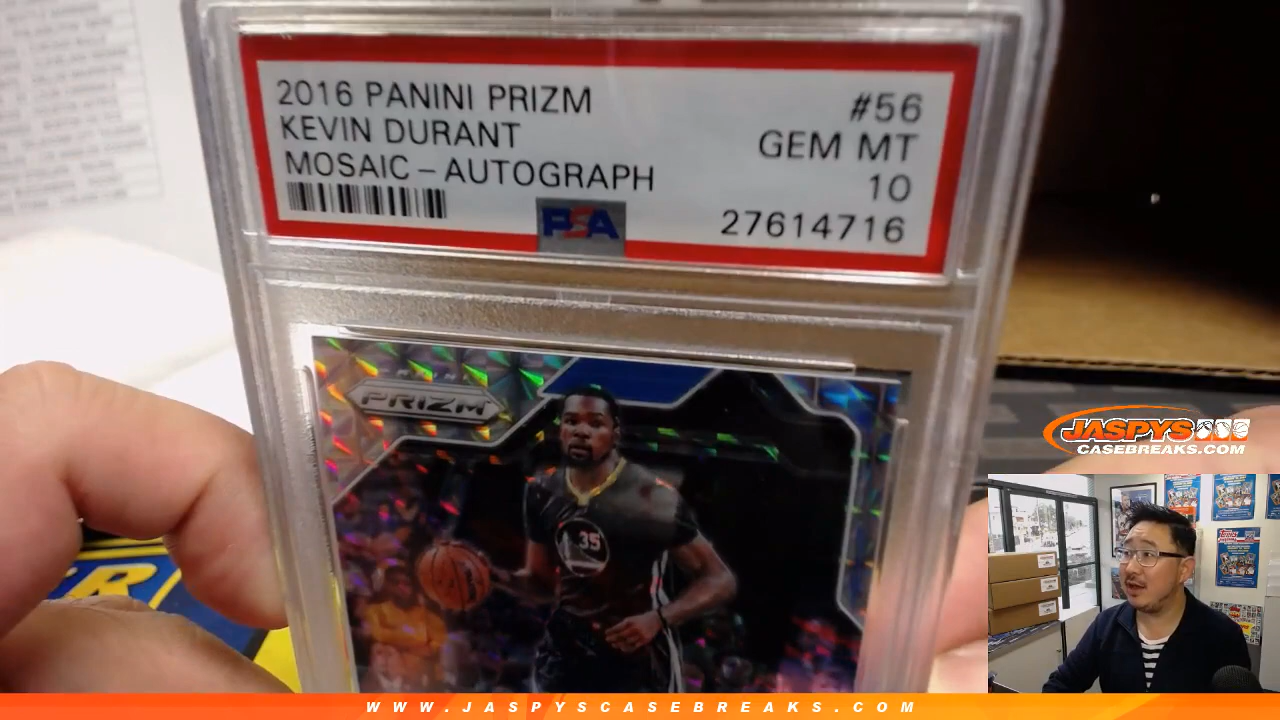 2016 PANINI PRIZM #56
KEVIN DURANT GEM MT
MOSAIC – AUTOGRAPH 10
PSA 27614716
PANINI
PRIZM
35
JASPYS
CASEBREAKS.COM
WWW.JASPYSCASEBREAKS.COM